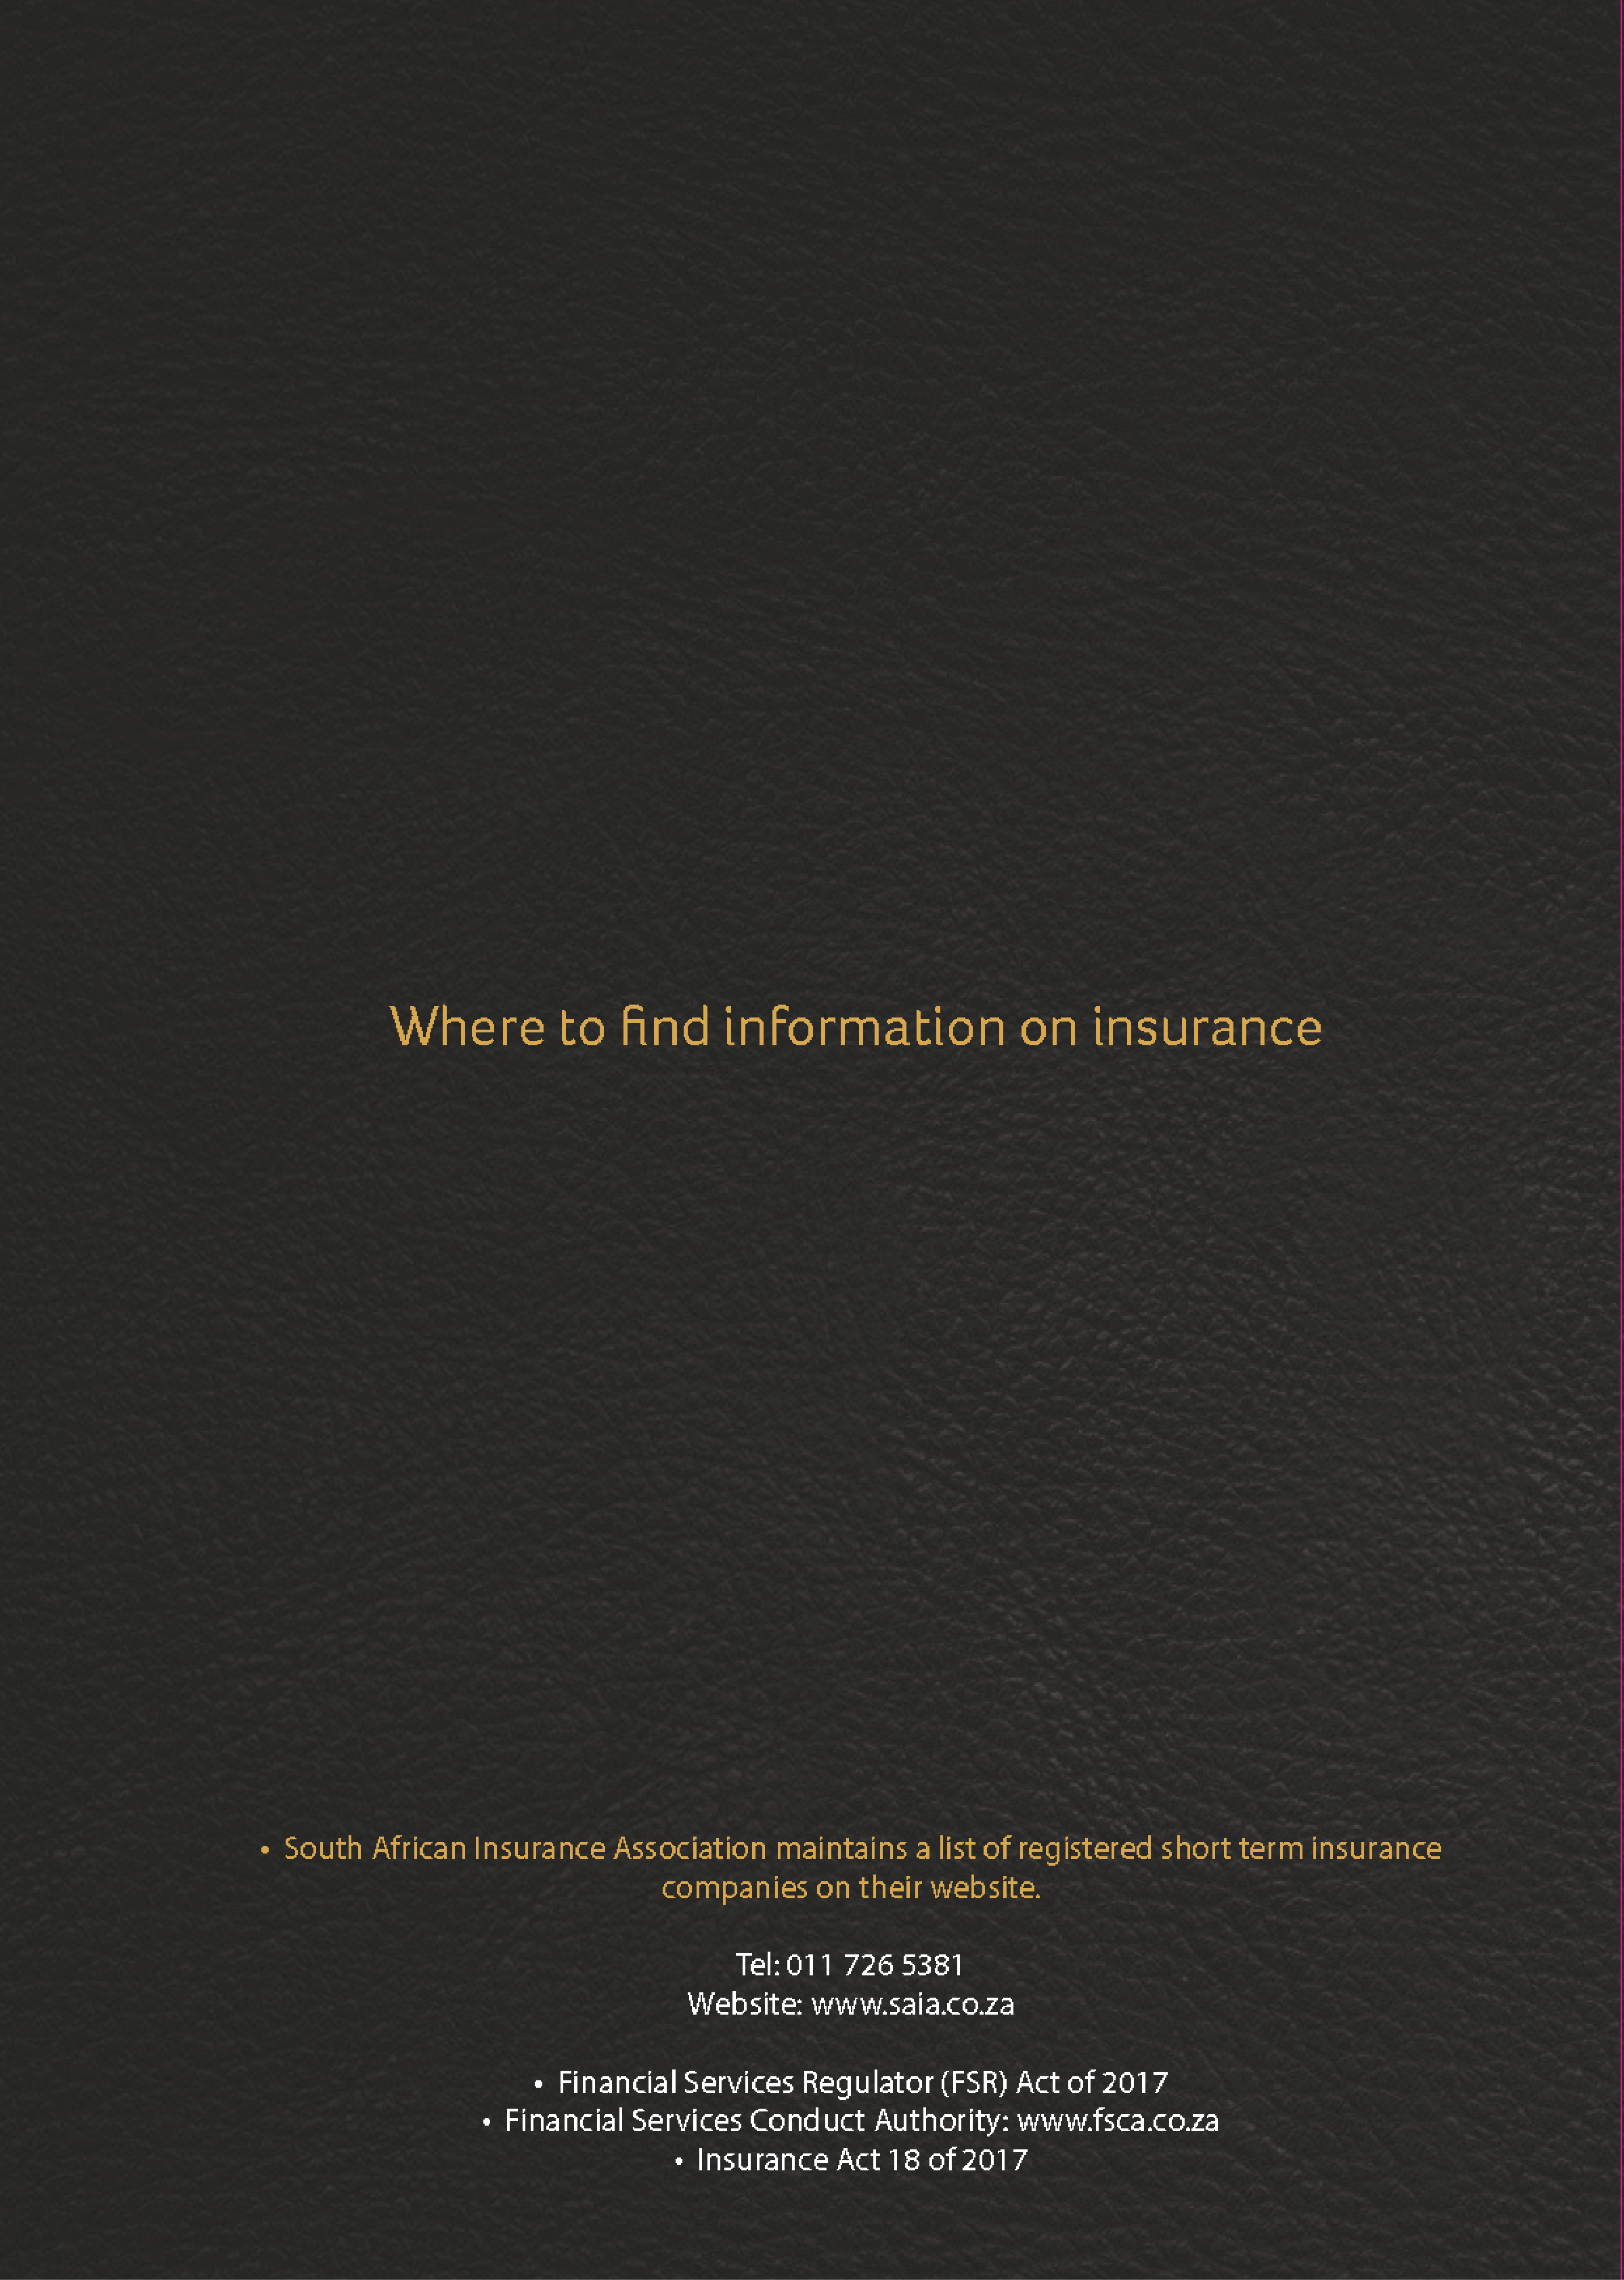 Where to find information on insurance
• South African Insurance Association maintains a list of registered short term insurance
companies on their website.
Tel: 011 726 5381
Website: www.saia.co.za
• Financial Services Regulator (FSR) Act of 2017
• Financial Services Conduct Authority: www.fsca.co.za
• Insurance Act 18 of 2017